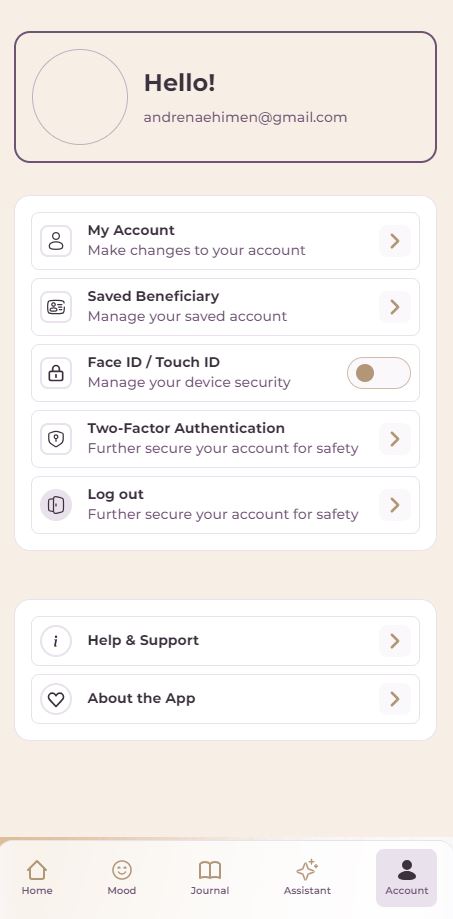 Hello!
andrenaehimen@gmail.com
My Account
Make changes to your account
Saved Beneficiary
Manage your saved account
Face ID / Touch ID
Manage your device security
Two-Factor Authentication
Further secure your account for safety
Log out
Further secure your account for safety
Help & Support
About the App
Home Mood Journal Assistant Account